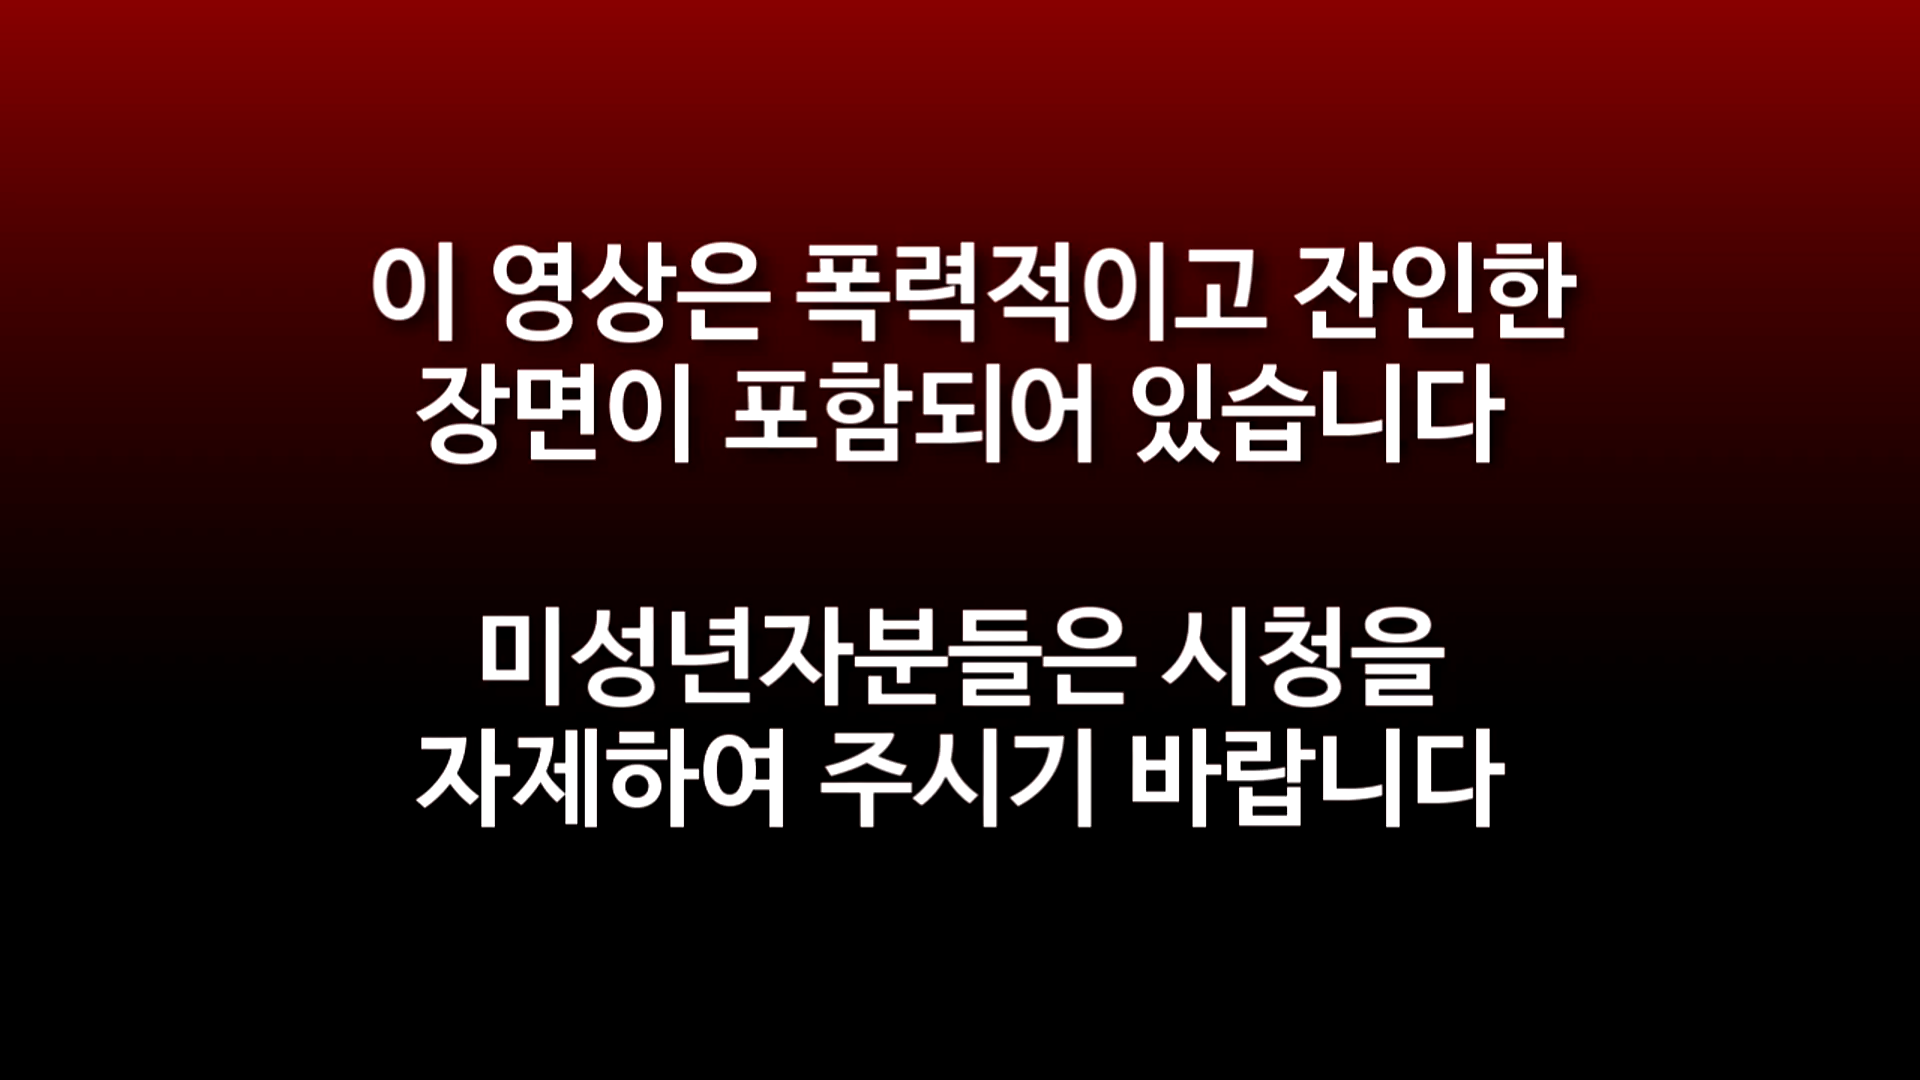 이 영상은 폭력적이고 잔인한
장면이 포함되어 있습니다
미성년자분들은 시청을
자제하여 주시기 바랍니다